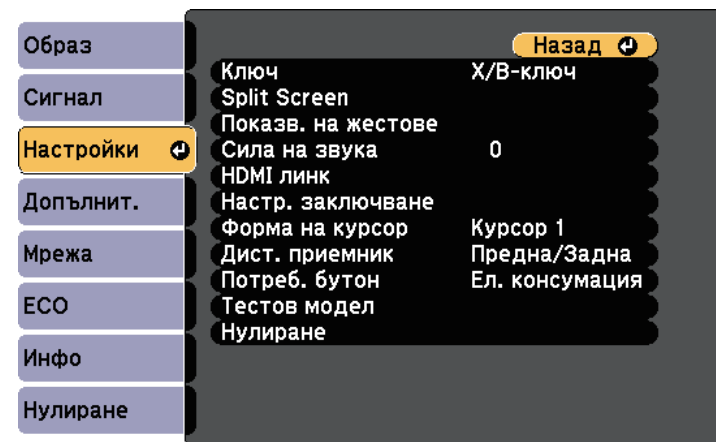 Образ
Сигнал
Настройки
Допълнит.
Мрежа
ECO
Инфо
Нулиране
Назад
Ключ Х/В-ключ
Split Screen
Показв. на жестове
Сила на звука 0
HDMI линк
Настр. заключване
Форма на курсор Курсор 1
Дист. приемник Предна/Задна
Потреб. бутон Ел. консумация
Тестов модел
Нулиране